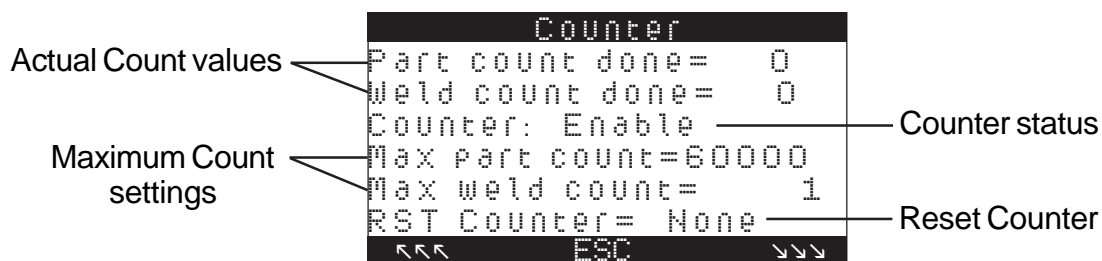 Counter
Actual Count values
Part count done= 0
Weld count done= 0
Counter: Enable
Counter status
Maximum Count
settings
Max part count=60000
Max weld count= 1
RST Counter= None
Reset Counter
↖↖↖ ESC ↘↘↘